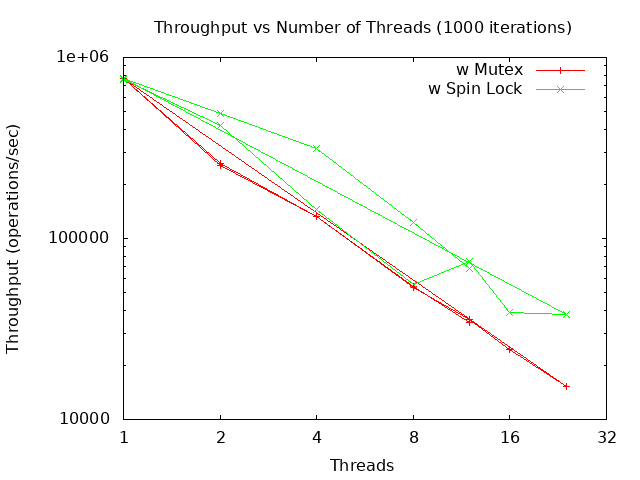 Throughput vs Number of Threads (1000 iterations)
1e+06
w Mutex
w Spin Lock
Throughput (operations/sec)
100000
10000
1 2 4 8 16 32
Threads